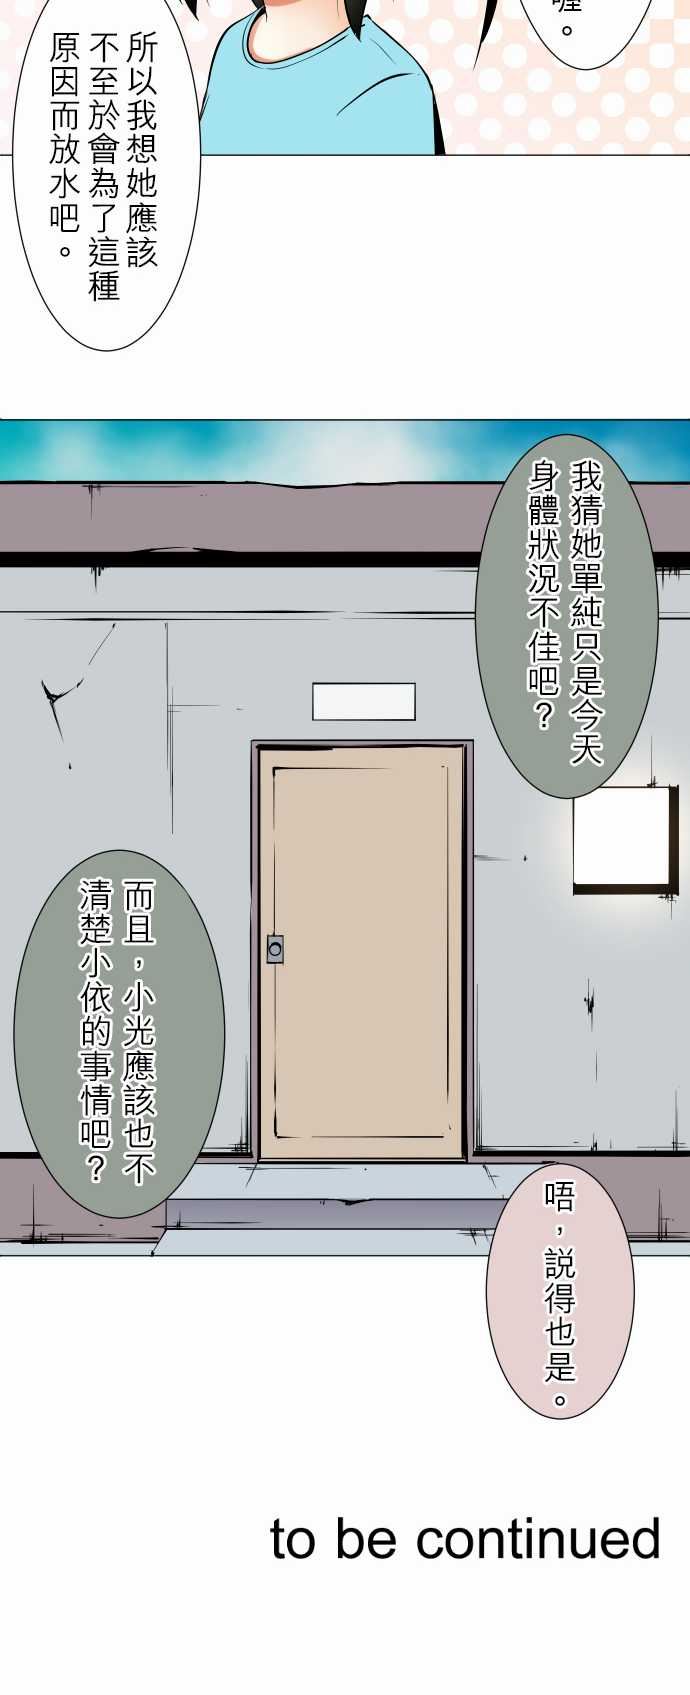 喔。
所以我想她應該
不至於會為了這種
原因而放水吧。
我猜她單純只是今天
身體狀況不佳吧？
而且，小光應該也不
清楚小依的事情吧？
唔，說得也是。
to be continued